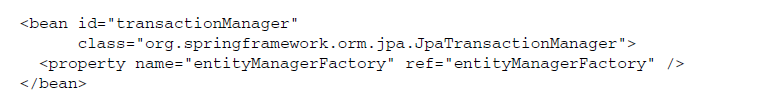 <bean id="transactionManager"
      class="org.springframework.orm.jpa.JpaTransactionManager">
  <property name="entityManagerFactory" ref="entityManagerFactory" />
</bean>